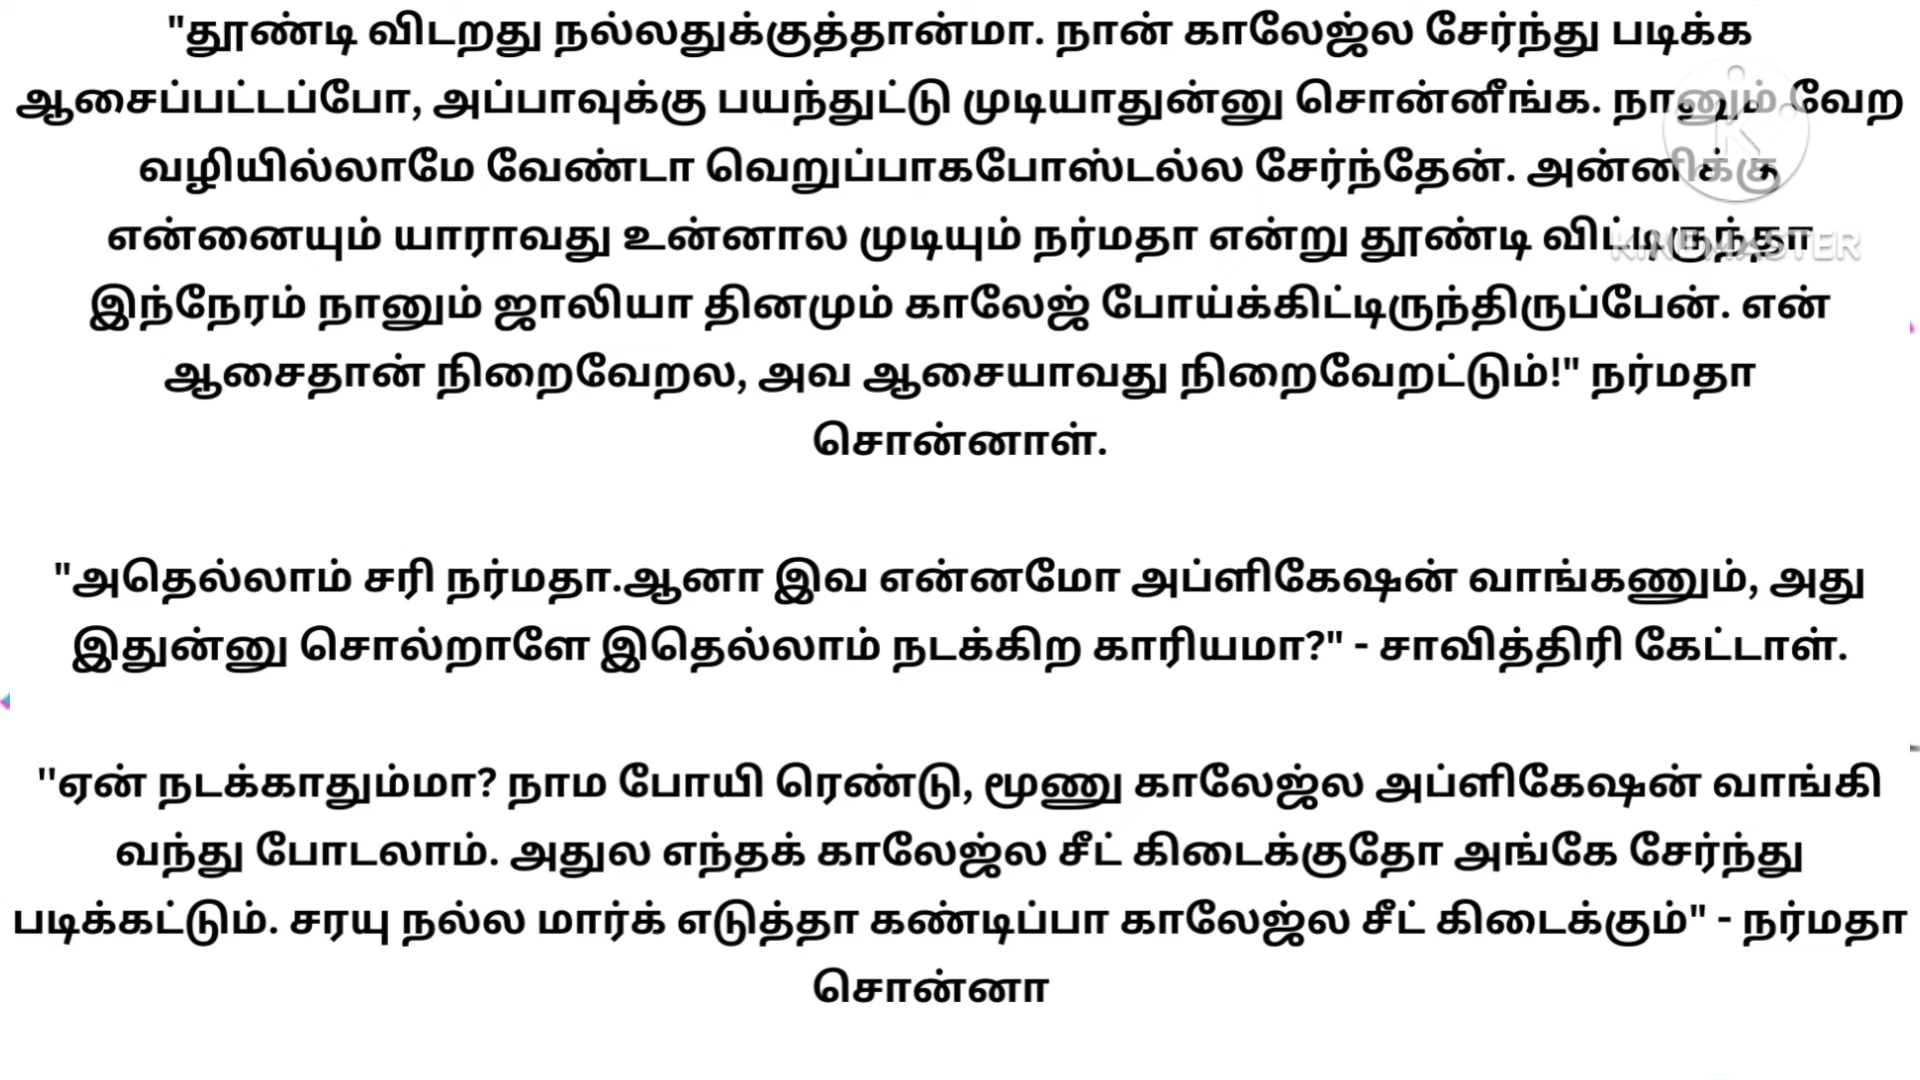 "தூண்டி விடறது நல்லதுக்குத்தான்மா. நான் காலேஜ்ல சேர்ந்து படிக்க
ஆசைப்பட்டப்போ, அப்பாவுக்கு பயந்துட்டு முடியாதுன்னு சொன்னீங்க. நானும் வேற
வழியில்லாமே வேண்டா வெறுப்பாகபோஸ்டல்ல சேர்ந்தேன். அன்னிக்கு
என்னையும் யாராவது உன்னால முடியும் நர்மதா என்று தூண்டி விட்டிருந்தா
இந்நேரம் நானும் ஜாலியா தினமும் காலேஜ் போய்க்கிட்டிருந்திருப்பேன். என்
ஆசைதான் நிறைவேறல, அவ ஆசையாவது நிறைவேறட்டும்!" நர்மதா
சொன்னாள்.
"அதெல்லாம் சரி நர்மதா.ஆனா இவ என்னமோ அப்ளிகேஷன் வாங்கணும், அது
இதுன்னு சொல்றாளே இதெல்லாம் நடக்கிற காரியமா?" - சாவித்திரி கேட்டாள்.
"ஏன் நடக்காதும்மா? நாம போயி ரெண்டு, மூணு காலேஜ்ல அப்ளிகேஷன் வாங்கி
வந்து போடலாம். அதுல எந்தக் காலேஜ்ல சீட் கிடைக்குதோ அங்கே சேர்ந்து
படிக்கட்டும். சரயு நல்ல மார்க் எடுத்தா கண்டிப்பா காலேஜ்ல சீட் கிடைக்கும்" - நர்மதா
சொன்னா
K
KINEMASTER